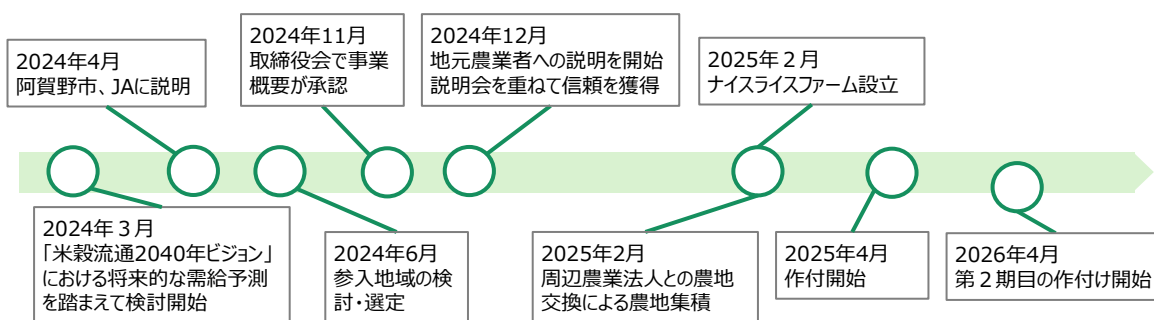 2024年4月
阿賀野市、JAに説明
2024年11月
取締役会で事業
概要が承認
2024年12月
地元農業者への説明を開始
説明会を重ねて信頼を獲得
2025年２月
ナイスライスファーム設立
2024年３月
「米穀流通2040年ビジョン」
における将来的な需給予測
を踏まえて検討開始
2024年6月
参入地域の検
討・選定
2025年2月
周辺農業法人との農地
交換による農地集積
2025年4月
作付開始
2026年4月
第２期目の作付け開始